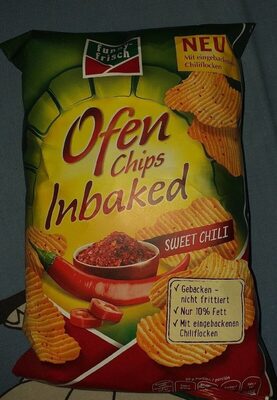 funny-
frisch
NEU
Mit eingebackenen
Chiliflocken
Ofen
Chips
Inbaked
SWEET CHILI
Gebacken –
nicht frittiert
Nur 10% Fett
Mit eingebackenen
Chiliflocken